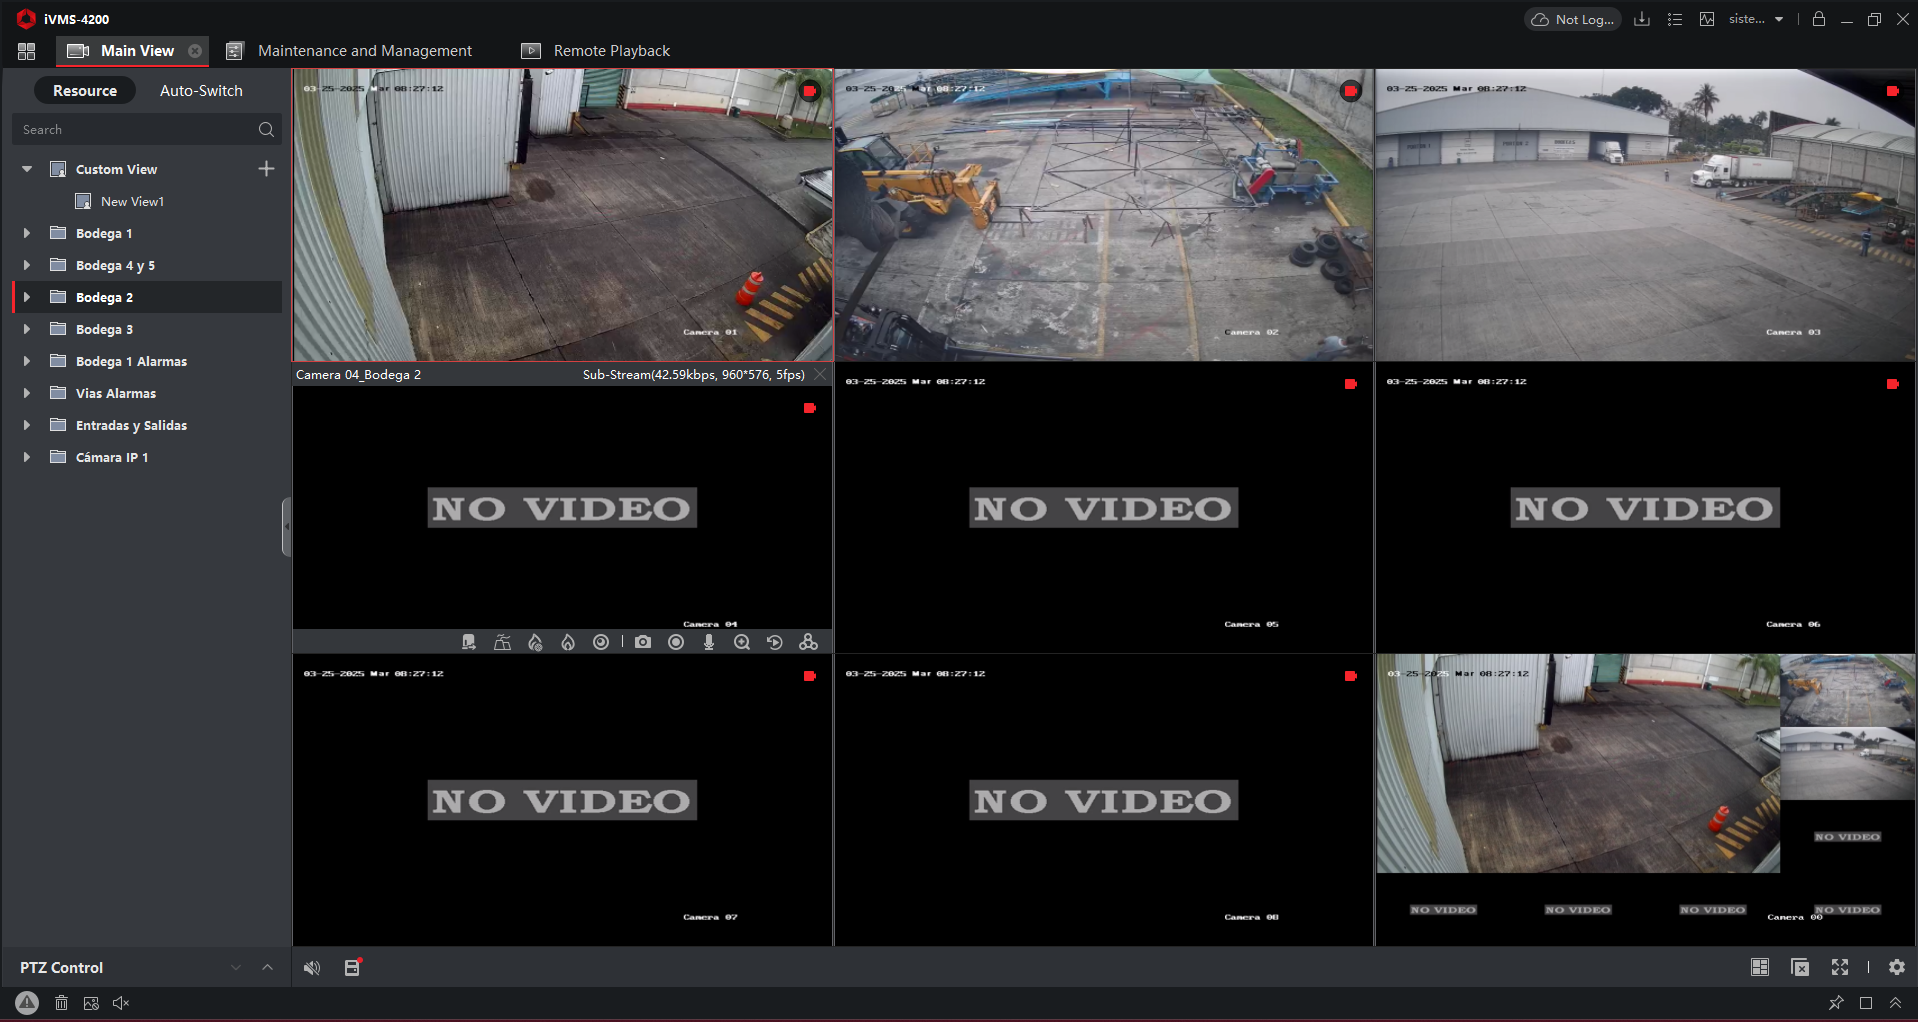 iVMS-4200
Not Log...
siste...
Main View
Maintenance and Management
Remote Playback
Resource
Auto-Switch
Search
Custom View
New View1
Bodega 1
Bodega 4 y 5
Bodega 2
Bodega 3
Bodega 1 Alarmas
Vias Alarmas
Entradas y Salidas
Cámara IP 1
PTZ Control
03-25-2025 Mar 08:27:12
Camera 01
03-25-2025 Mar 08:27:12
Camera 02
03-25-2025 Mar 08:27:12
Camera 03
Camera 04_Bodega 2
Sub-Stream(42.59kbps, 960*576, 5fps)
NO VIDEO
Camera 04
03-25-2025 Mar 08:27:12
NO VIDEO
Camera 05
03-25-2025 Mar 08:27:12
NO VIDEO
Camera 06
03-25-2025 Mar 08:27:12
NO VIDEO
Camera 07
03-25-2025 Mar 08:27:12
NO VIDEO
Camera 08
03-25-2025 Mar 08:27:12
NO VIDEO
NO VIDEO
NO VIDEO
NO VIDEO
NO VIDEO
Camera 00